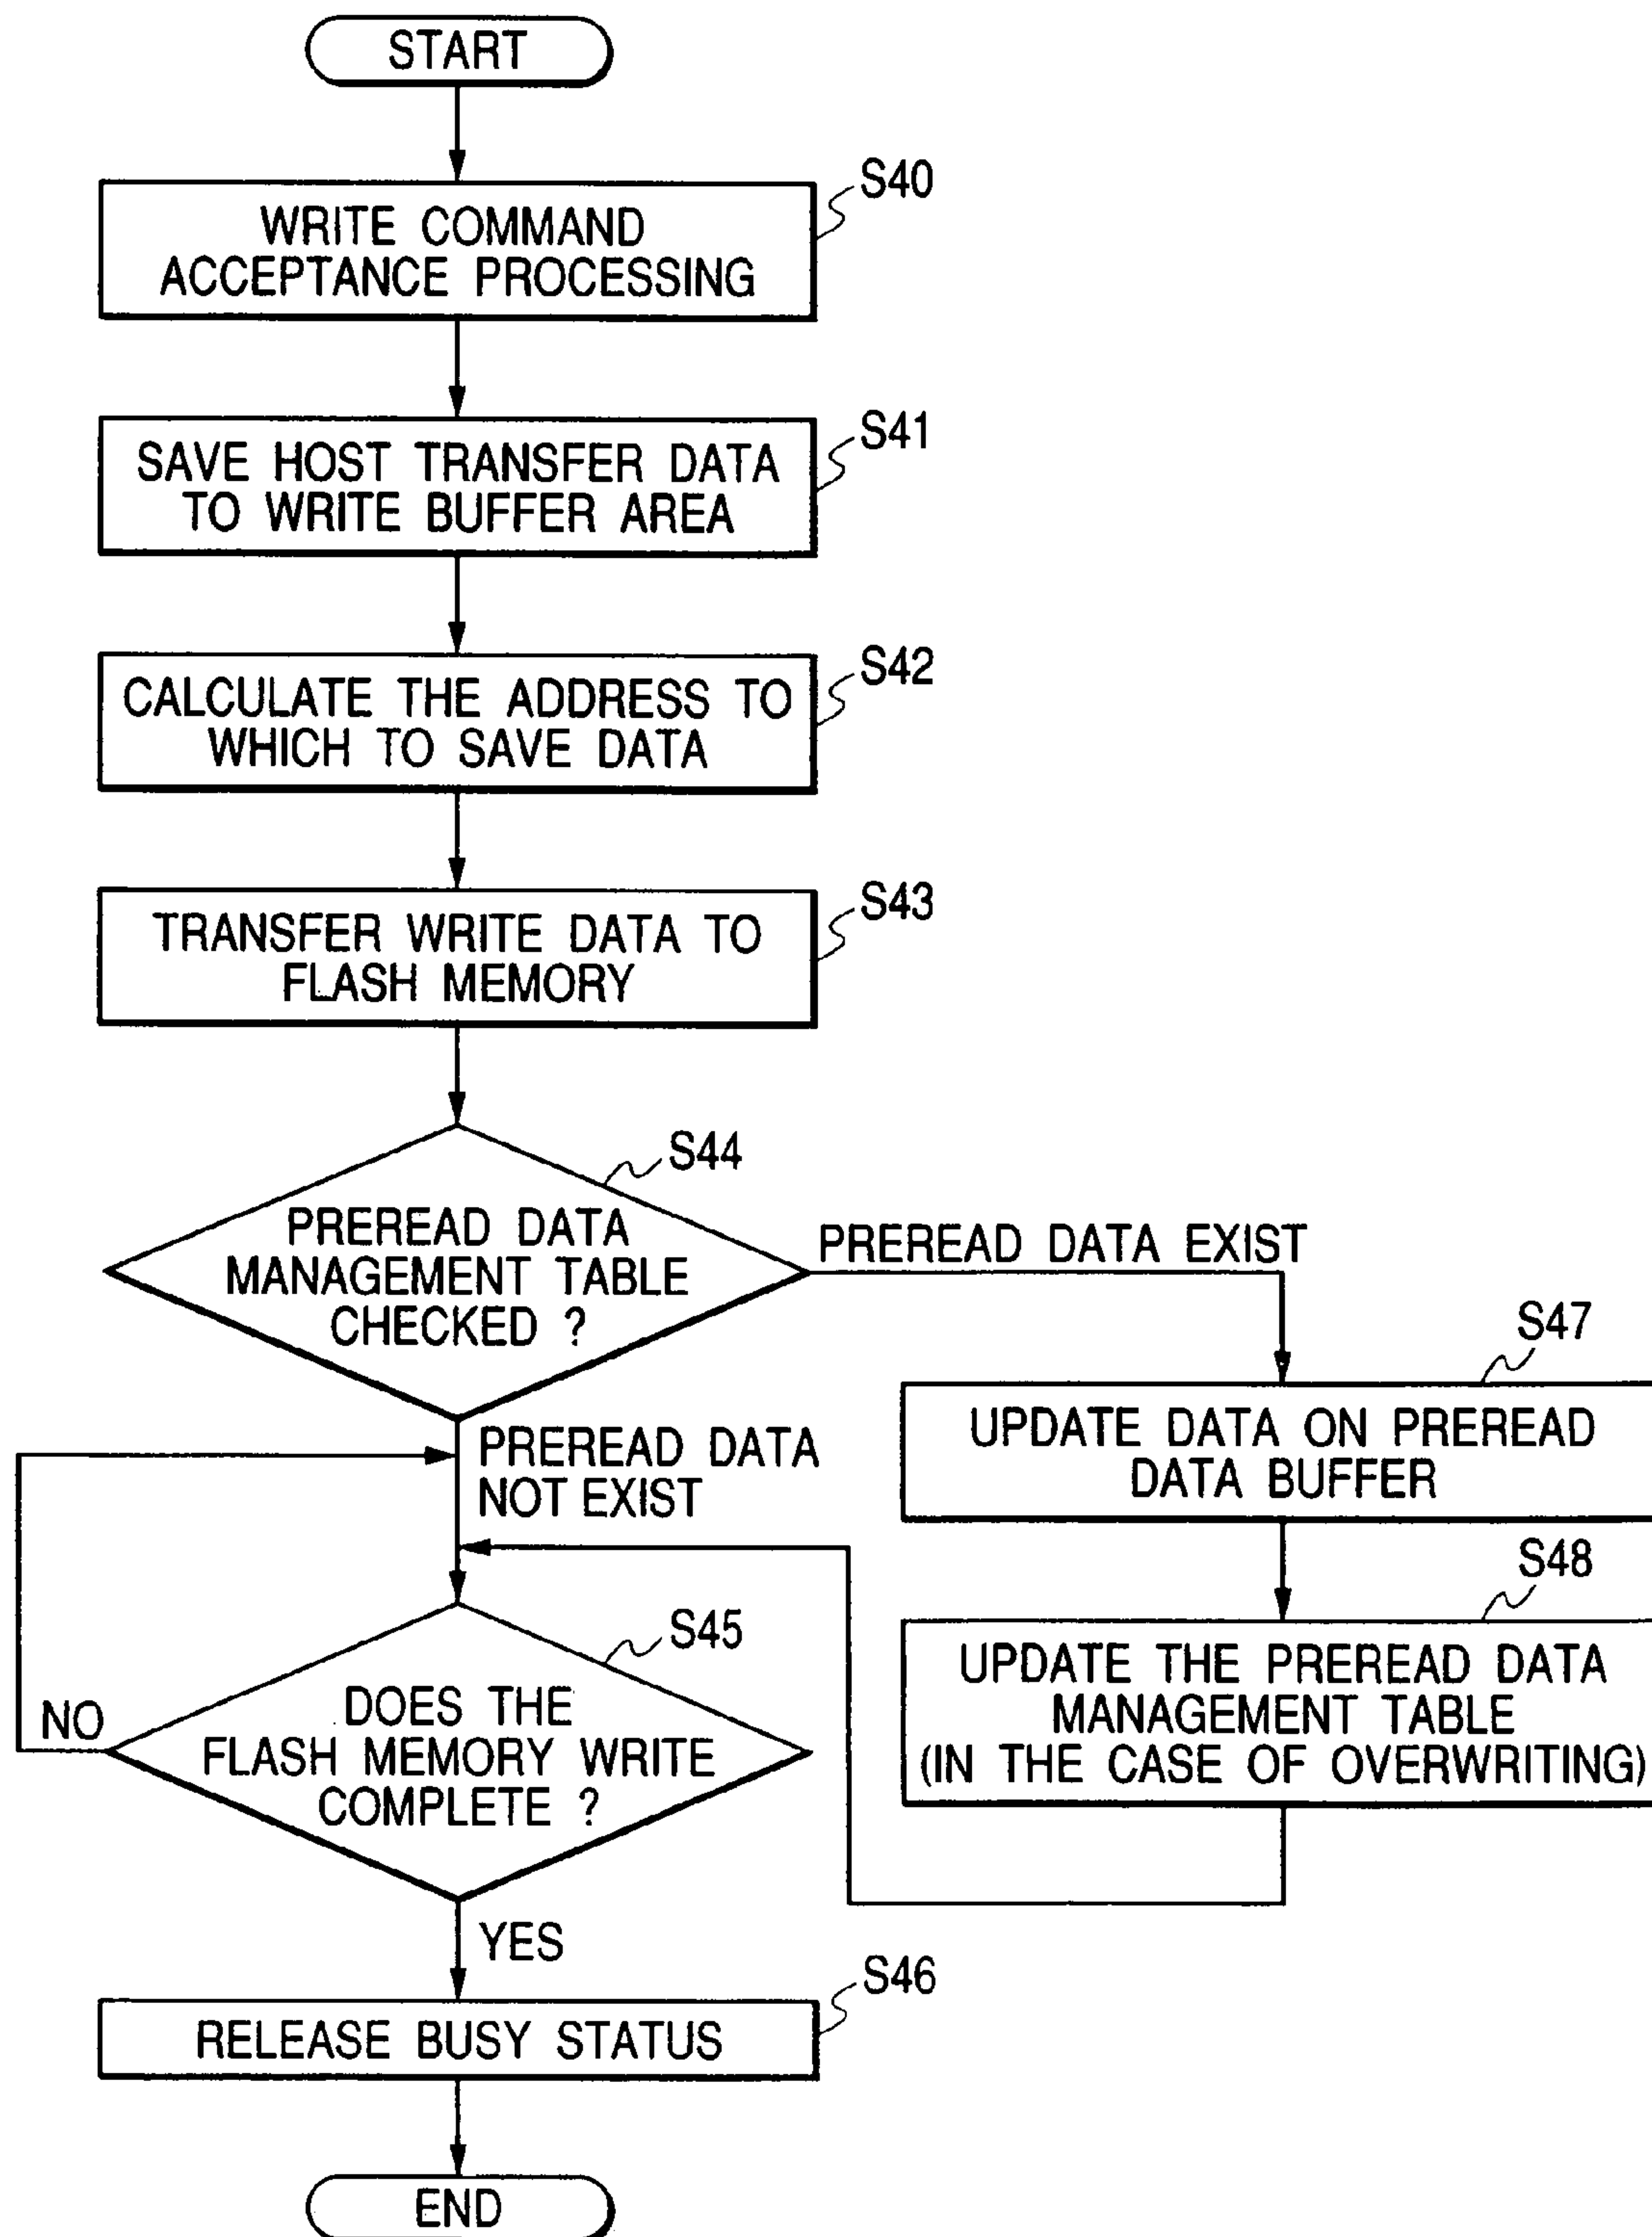 START
S40
WRITE COMMAND
ACCEPTANCE PROCESSING
S41
SAVE HOST TRANSFER DATA
TO WRITE BUFFER AREA
S42
CALCULATE THE ADDRESS TO
WHICH TO SAVE DATA
S43
TRANSFER WRITE DATA TO
FLASH MEMORY
S44
PREREAD DATA
MANAGEMENT TABLE
CHECKED ?
PREREAD DATA EXIST
S47
UPDATE DATA ON PREREAD
DATA BUFFER
PREREAD DATA
NOT EXIST
S48
UPDATE THE PREREAD DATA
MANAGEMENT TABLE
(IN THE CASE OF OVERWRITING)
S45
DOES THE
FLASH MEMORY WRITE
COMPLETE ?
NO
YES
S46
RELEASE BUSY STATUS
END